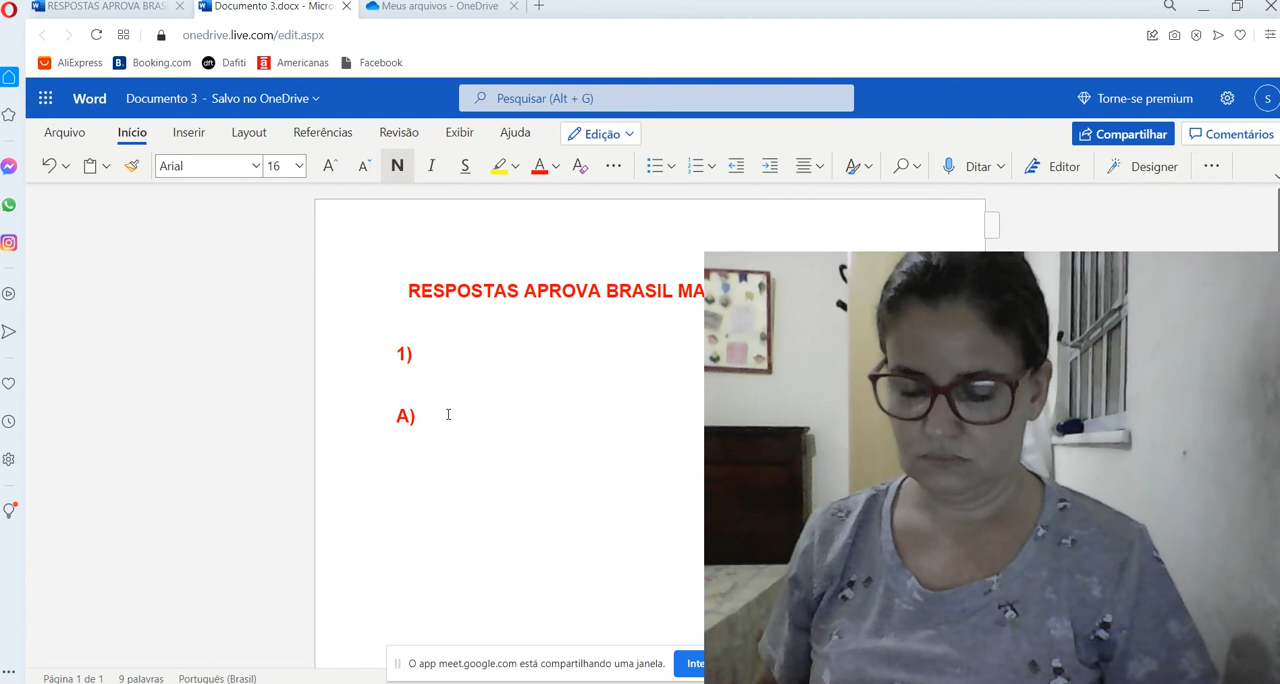 RESPOSTAS APROVA BRAS
Documento 3.docx - Micro
Meus arquivos - OneDrive
onedrive.live.com/edit.aspx
AliExpress
B. Booking.com
dft Dafiti
a Americanas
Facebook
Word
Documento 3 - Salvo no OneDrive
Pesquisar (Alt + G)
Torne-se premium
S
Arquivo Início Inserir Layout Referências Revisão Exibir Ajuda Edição Compartilhar Comentários
Arial 16 A A N I S A A Ditar Editor Designer
RESPOSTAS APROVA BRASIL MA
1)
A)
O app meet.google.com está compartilhando uma janela.
Inte
Página 1 de 1 9 palavras Português (Brasil)